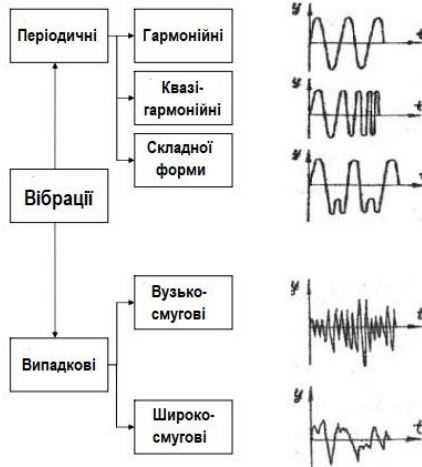 Періодичні
Гармонійні
y
t
Квазі-
гармонійні
y
t
Складної
форми
y
Вібрації
Вузько-
смугові
y
t
Випадкові
Широко-
смугові
y
t